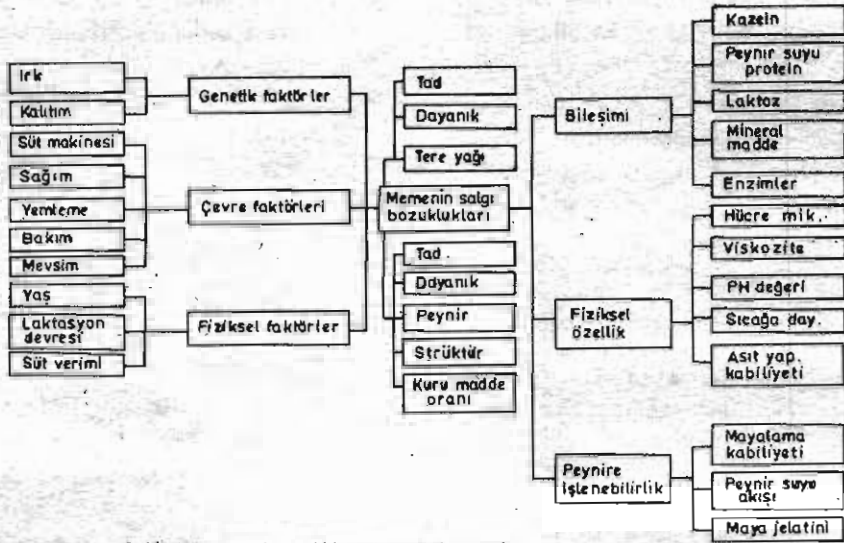 Irk
Kalıtım
Süt makinesi
Sağım
Yemleme
Bakım
Mevsim
Yaş
Laktasyon
devresi
Süt verimi
Genetik faktörler
Çevre faktörleri
Fiziksel faktörler
Tad
Dayanık
Tere yağı
Memenin salgı
bozuklukları
Tad
Dayanık
Peynir
Strüktür
Kuru madde
oranı
Bileşimi
Fiziksel
özellik
Peynire
işlenebilirlik
Kazein
Peynir suyu
protein
Laktoz
Mineral
madde
Enzimler
Hücre mik.
Viskozite
PH değeri
Sıcağa day.
Asit yap.
kabiliyeti
Mayalama
kabiliyeti
Peynir suyu
akışı
Maya jelatini